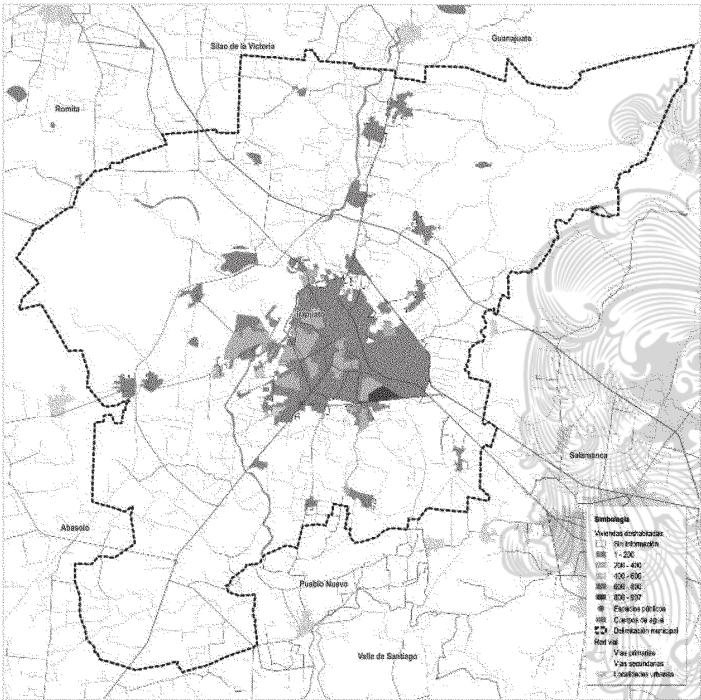 Silao de la Victoria
Guanajuato
Romita
Irapuato
Salamanca
Abasolo
Pueblo Nuevo
Valle de Santiago
Simbología
Viviendas deshabitadas
Sin información
1 - 200
200 - 400
400 - 600
600 - 800
800 - 937
Espacios públicos
Cuerpos de agua
Delimitación municipal
Red vial
Vías primarias
Vías secundarias
Localidades urbanas